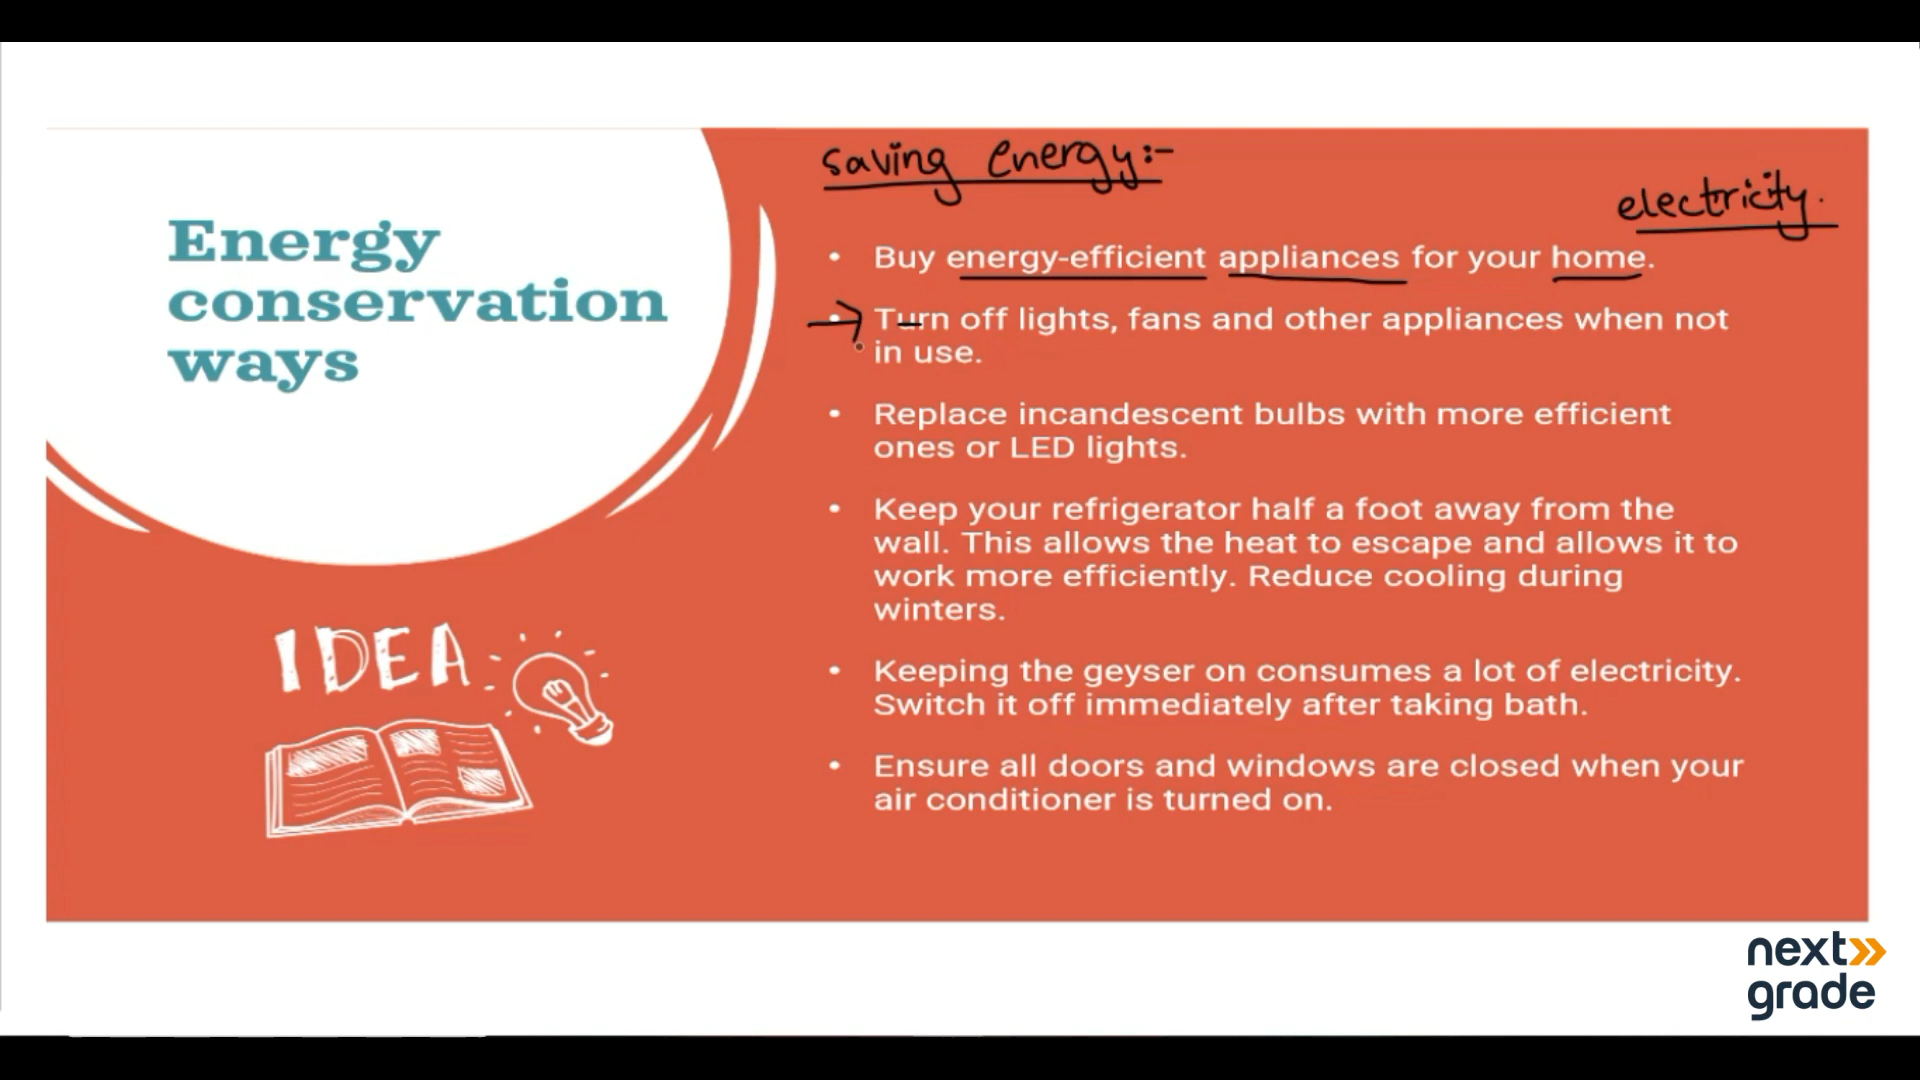 Energy
conservation
ways
IDEA
saving energy:-
electricity.
• Buy energy-efficient appliances for your home.
• Turn off lights, fans and other appliances when not
in use.
• Replace incandescent bulbs with more efficient
ones or LED lights.
• Keep your refrigerator half a foot away from the
wall. This allows the heat to escape and allows it to
work more efficiently. Reduce cooling during
winters.
• Keeping the geyser on consumes a lot of electricity.
Switch it off immediately after taking bath.
• Ensure all doors and windows are closed when your
air conditioner is turned on.
next
grade